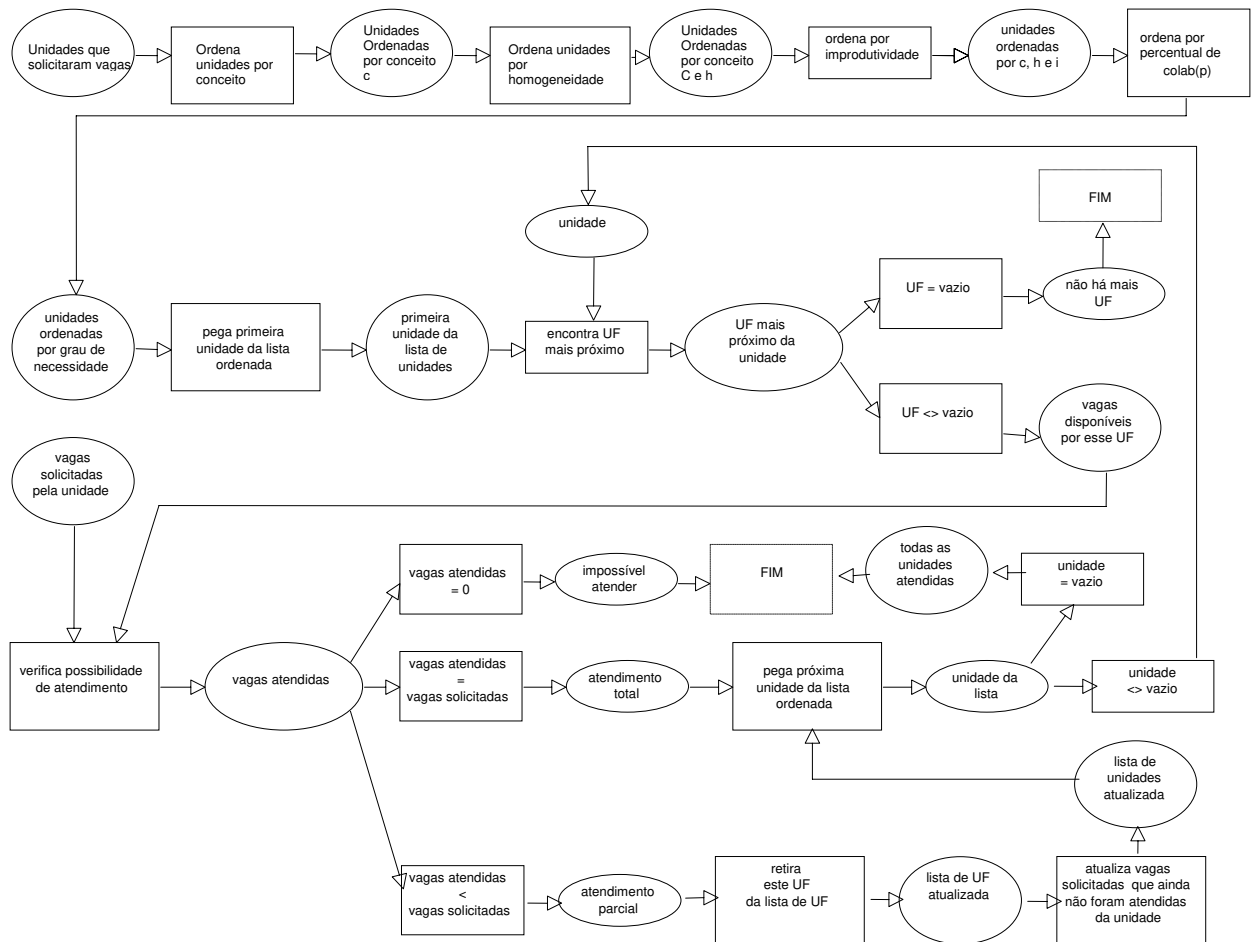 Unidades que
solicitaram vagas
Ordena
unidades por
conceito
Unidades
Ordenadas
por conceito
c
Ordena unidades
por
homogeneidade
Unidades
Ordenadas
por conceito
C e h
ordena por
improdutividade
unidades
ordenadas
por c, h e i
ordena por
percentual de
colab(p)
unidade
FIM
unidades
ordenadas
por grau de
necessidade
pega primeira
unidade da lista
ordenada
primeira
unidade da
lista de
unidades
encontra UF
mais próximo
UF mais
próximo da
unidade
UF = vazio
não há mais
UF
UF <> vazio
vagas
disponíveis
por esse UF
vagas
solicitadas
pela unidade
vagas atendidas
= 0
impossível
atender
FIM
todas as
unidades
atendidas
unidade
= vazio
verifica possibilidade
de atendimento
vagas atendidas
vagas atendidas
=
vagas solicitadas
atendimento
total
pega próxima
unidade da lista
ordenada
unidade da
lista
unidade
<> vazio
lista de
unidades
atualizada
vagas atendidas
<
vagas solicitadas
atendimento
parcial
retira
este UF
da lista de UF
lista de UF
atualizada
atualiza vagas
solicitadas que ainda
não foram atendidas
da unidade